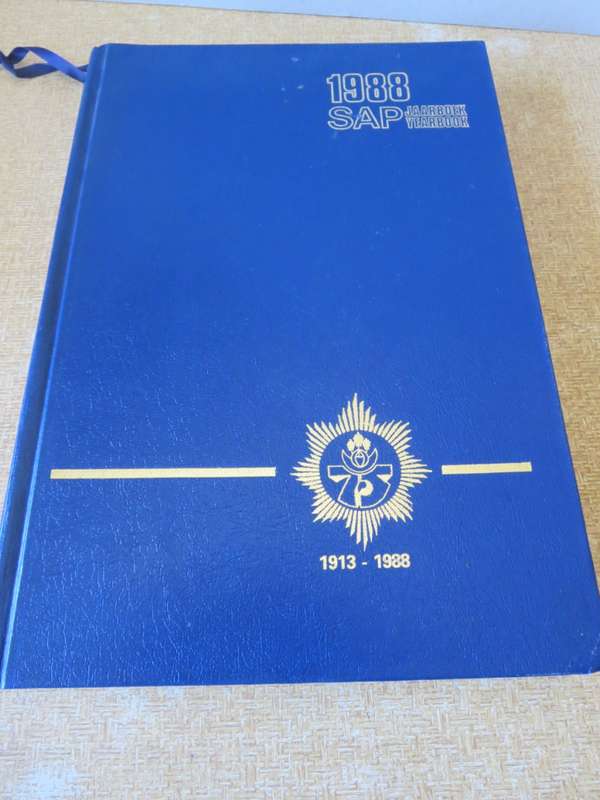 1988
SAP JAARBOEK
YEARBOOK
75
1913 - 1988